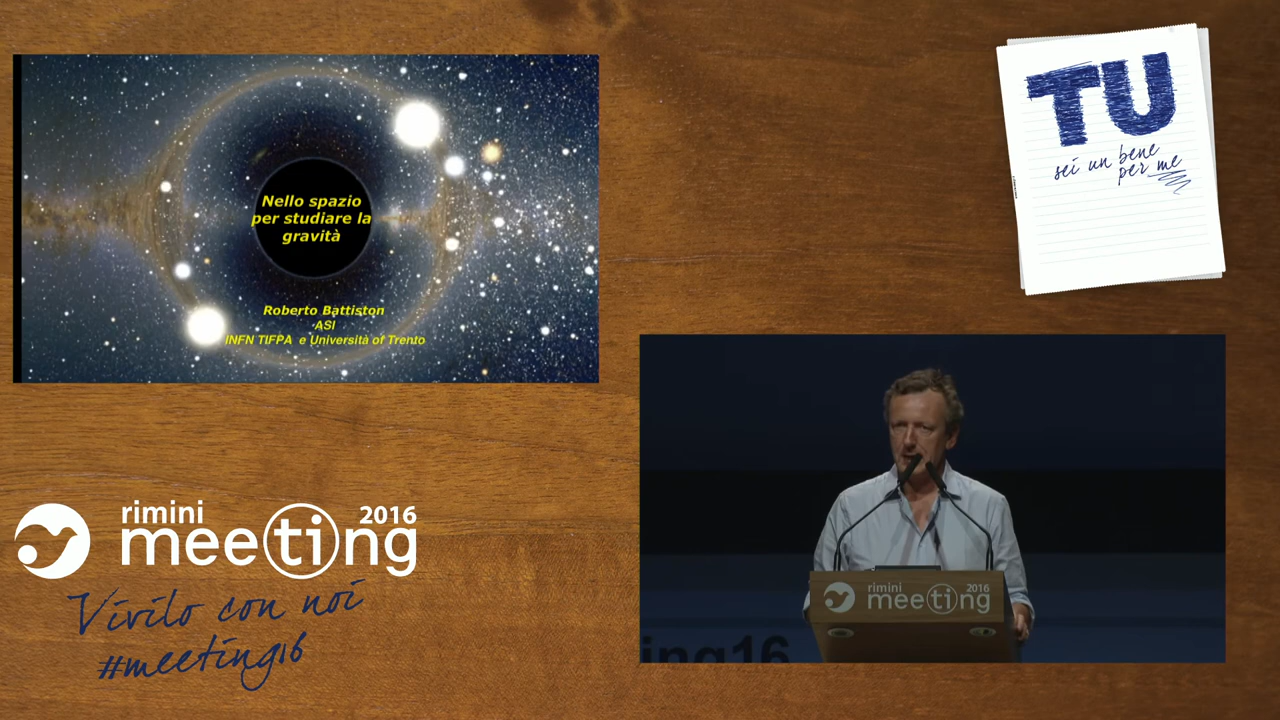 Nello spazio
per studiare la
gravità
Roberto Battiston
ASI
INFN TIFPA e Università of Trento
TU
sei un bene
per me
rimini
meeting
2016
Vivilo con noi
#meeting16
rimini
meeting
2016
ing16